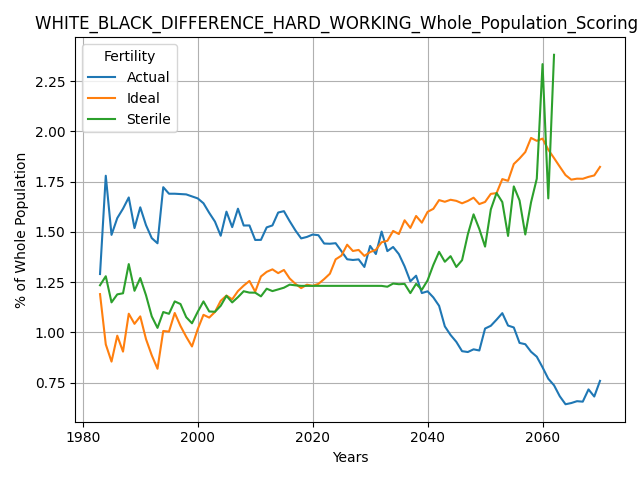 WHITE_BLACK_DIFFERENCE_HARD_WORKING_Whole_Population_Scoring
Fertility
Actual
Ideal
Sterile
2.25
2.00
1.75
1.50
1.25
1.00
0.75
% of Whole Population
1980
2000
2020
2040
2060
Years